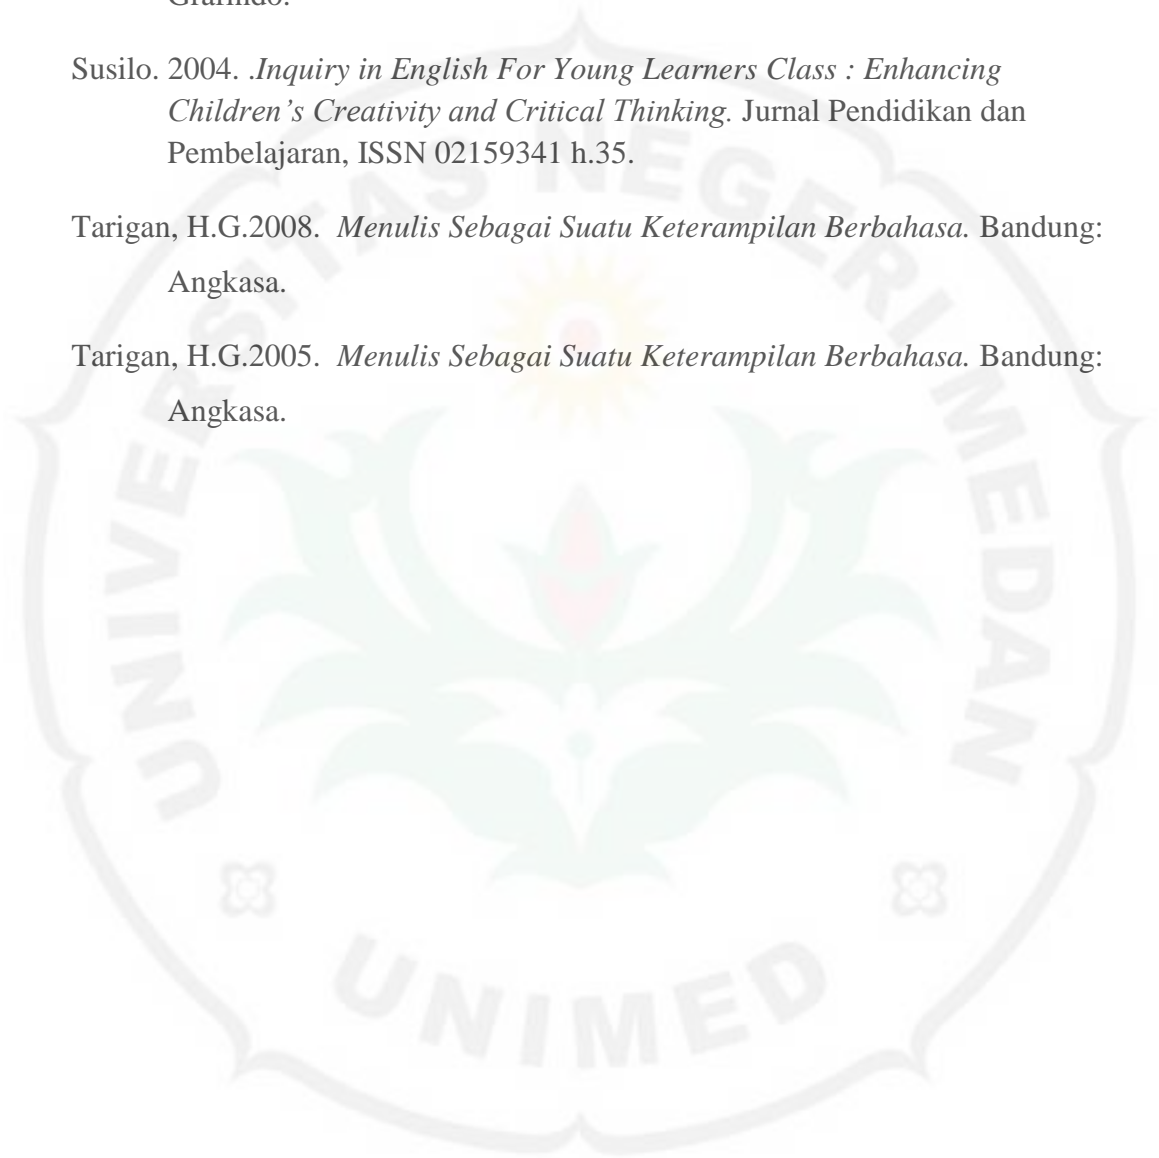 Grafindo.
Susilo. 2004. .Inquiry in English For Young Learners Class : Enhancing
Children’s Creativity and Critical Thinking. Jurnal Pendidikan dan
Pembelajaran, ISSN 02159341 h.35.
Tarigan, H.G.2008. Menulis Sebagai Suatu Keterampilan Berbahasa. Bandung:
Angkasa.
Tarigan, H.G.2005. Menulis Sebagai Suatu Keterampilan Berbahasa. Bandung:
Angkasa.
UNIVERSITAS NEGERI MEDAN
UNIMED